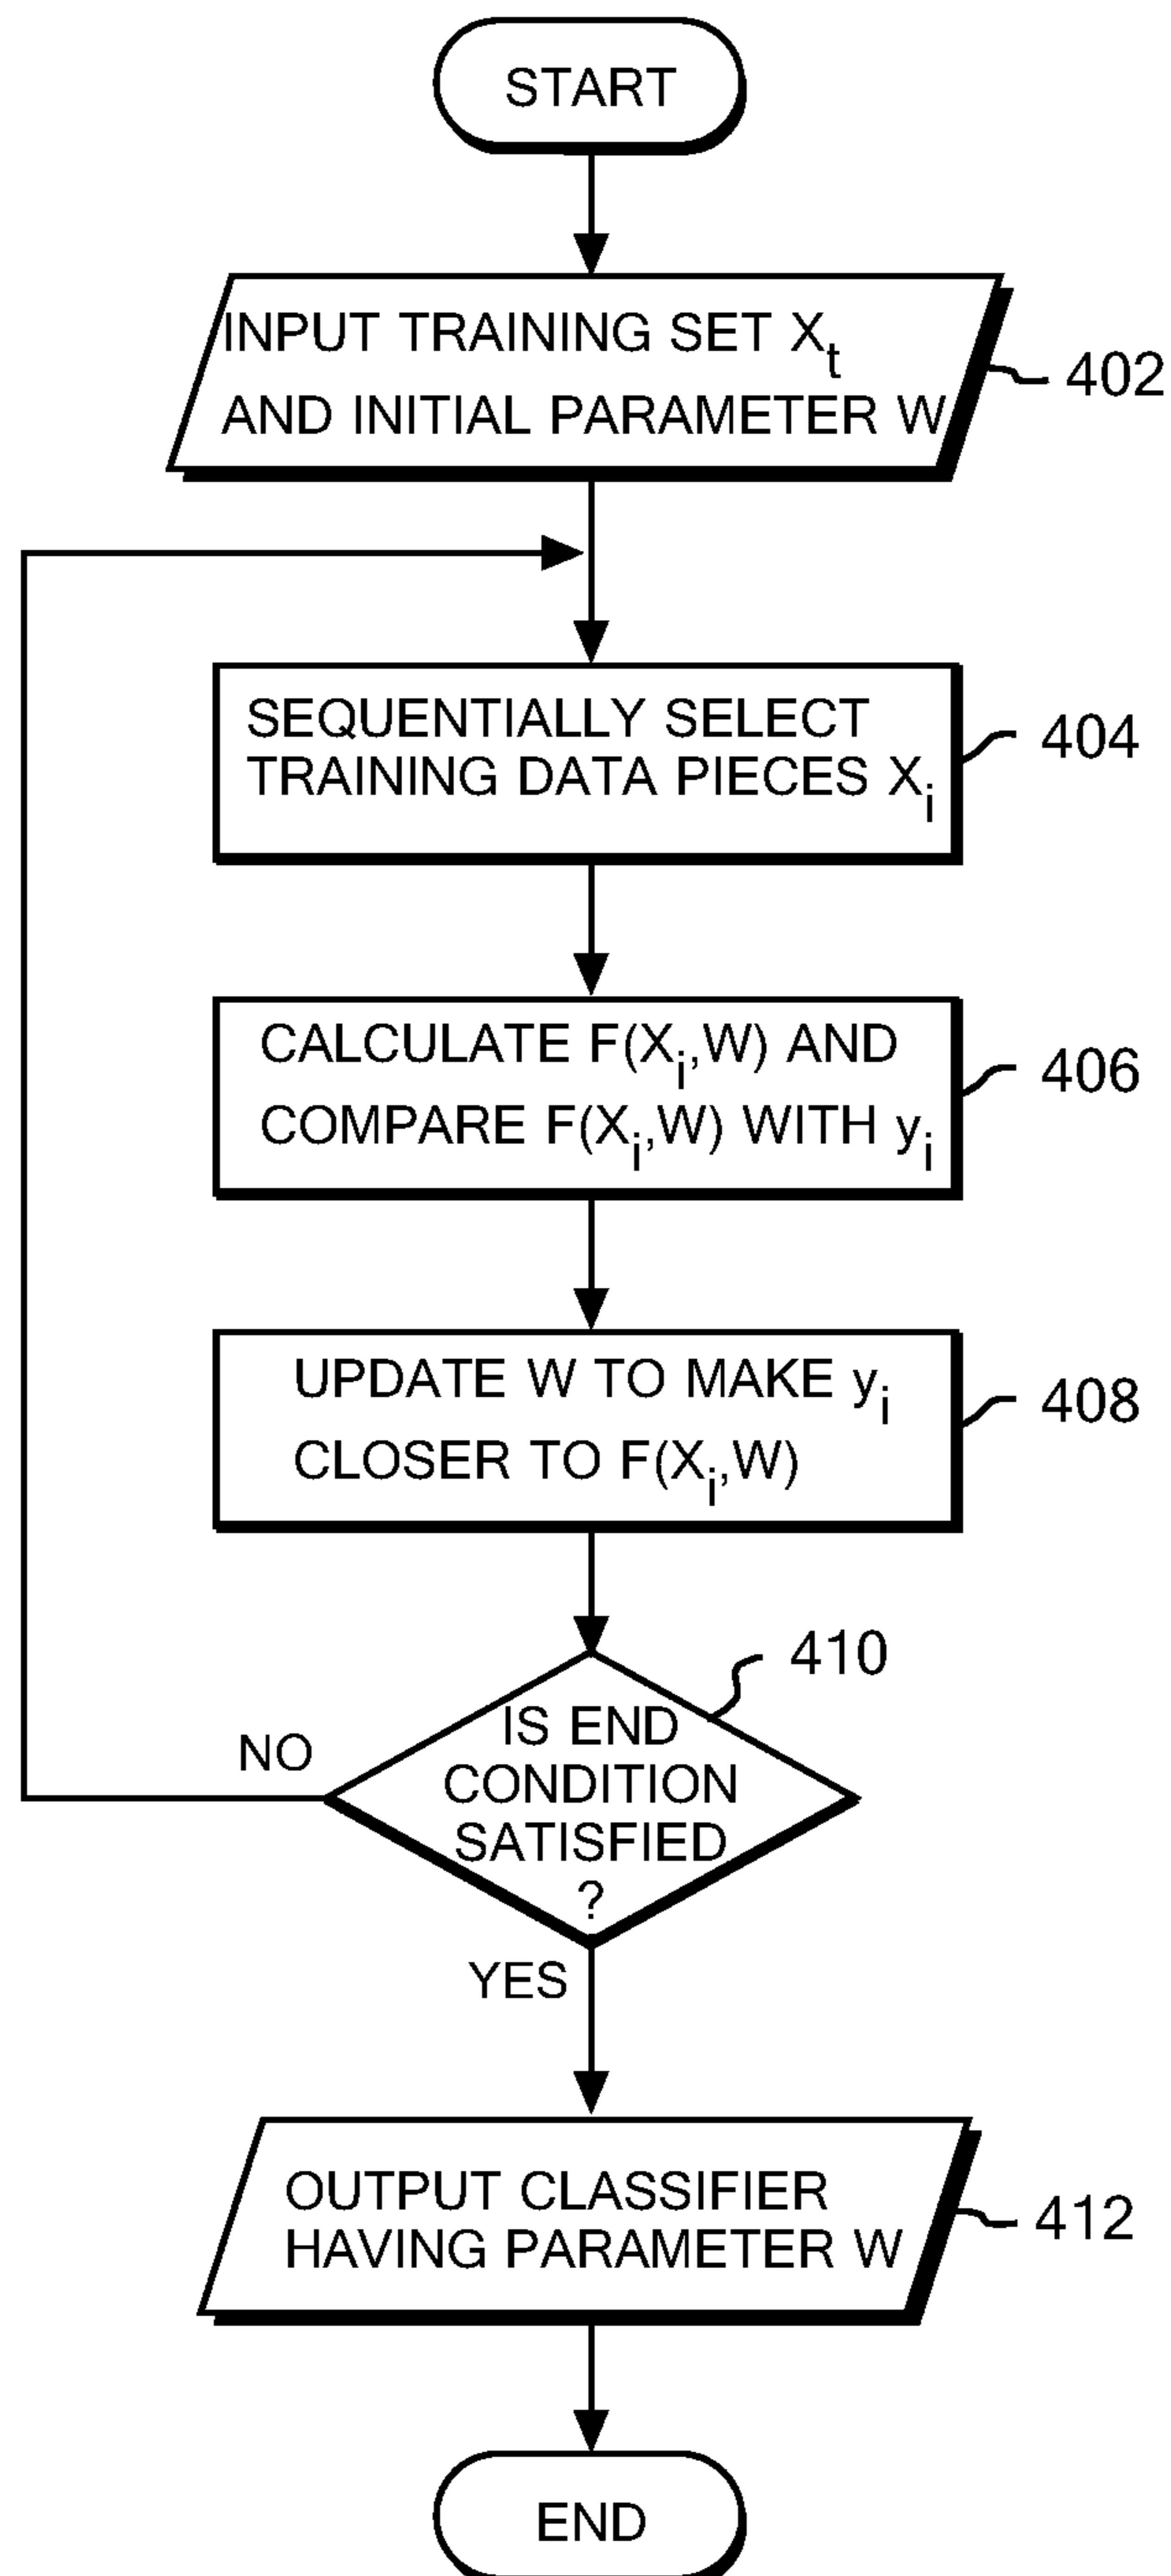 START
INPUT TRAINING SET Xt
AND INITIAL PARAMETER W
402
SEQUENTIALLY SELECT
TRAINING DATA PIECES Xi
404
CALCULATE F(Xi,W) AND
COMPARE F(Xi,W) WITH yi
406
UPDATE W TO MAKE yi
CLOSER TO F(Xi,W)
408
410
IS END
CONDITION
SATISFIED
?
NO
YES
OUTPUT CLASSIFIER
HAVING PARAMETER W
412
END